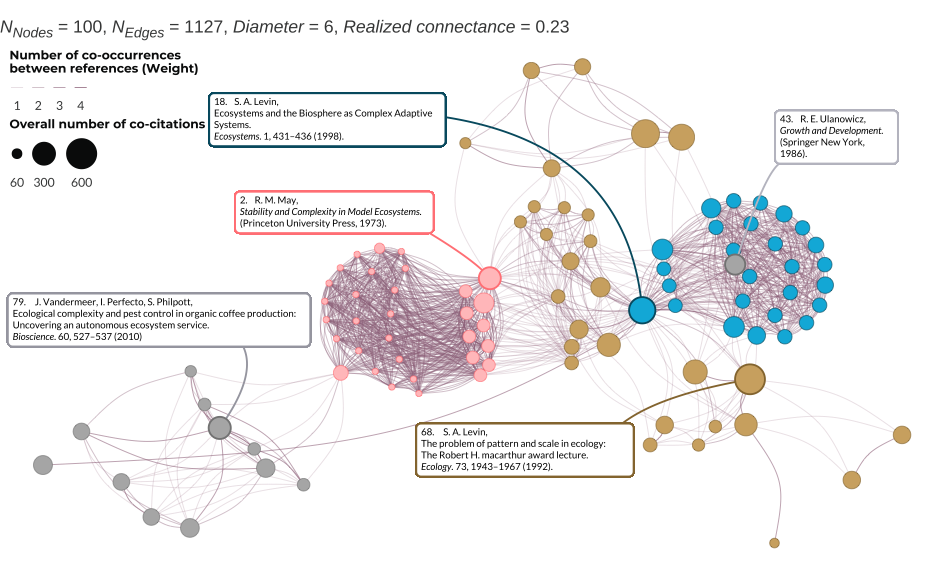 N_Nodes = 100, N_Edges = 1127, Diameter = 6, Realized connectance = 0.23
Number of co-occurrences
between references (Weight)
1 2 3 4
Overall number of co-citations
60 300 600
18. S. A. Levin,
Ecosystems and the Biosphere as Complex Adaptive
Systems.
Ecosystems. 1, 431–436 (1998).
43. R. E. Ulanowicz,
Growth and Development.
(Springer New York,
1986).
2. R. M. May,
Stability and Complexity in Model Ecosystems.
(Princeton University Press, 1973).
79. J. Vandermeer, I. Perfecto, S. Philpott,
Ecological complexity and pest control in organic coffee production:
Uncovering an autonomous ecosystem service.
Bioscience. 60, 527–537 (2010)
68. S. A. Levin,
The problem of pattern and scale in ecology:
The Robert H. macarthur award lecture.
Ecology. 73, 1943–1967 (1992).